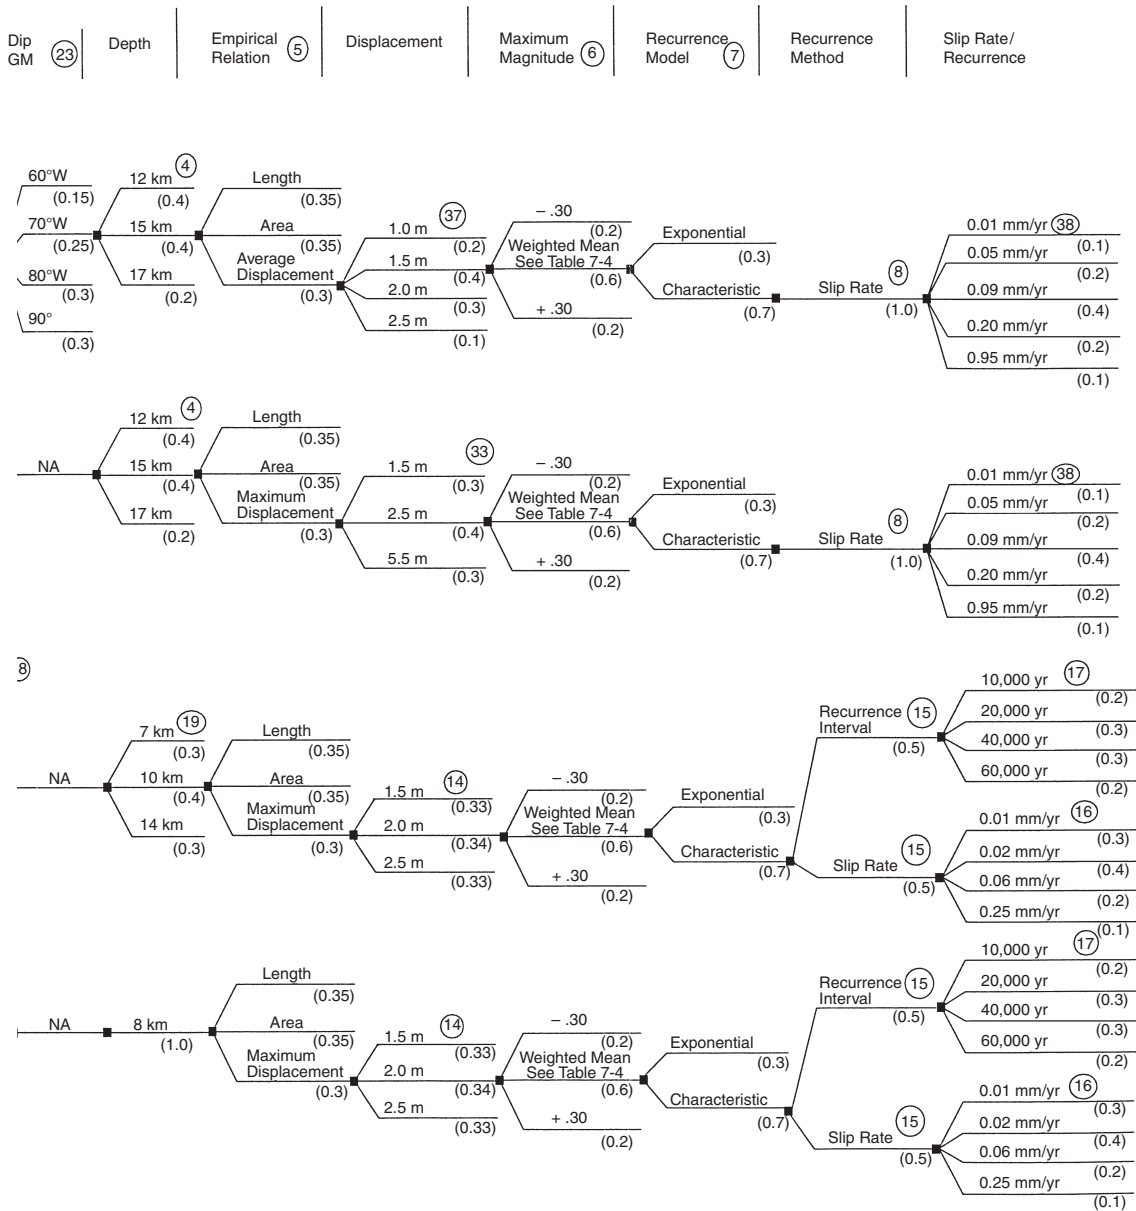 Dip
GM 23
Depth
Empirical
Relation 5
Displacement
Maximum
Magnitude 6
Recurrence
Model 7
Recurrence
Method
Slip Rate/
Recurrence
60°W
(0.15)
70°W
(0.25)
80°W
(0.3)
90°
(0.3)
12 km 4
(0.4)
15 km
(0.4)
17 km
(0.2)
Length
(0.35)
Area
(0.35)
Average
Displacement
(0.3)
1.0 m 37
(0.2)
1.5 m
(0.4)
2.0 m
(0.3)
2.5 m
(0.1)
– .30
(0.2)
Weighted Mean
See Table 7-4
(0.6)
+ .30
(0.2)
Exponential
(0.3)
Characteristic
(0.7)
Slip Rate 8
(1.0)
0.01 mm/yr 38
(0.1)
0.05 mm/yr
(0.2)
0.09 mm/yr
(0.4)
0.20 mm/yr
(0.2)
0.95 mm/yr
(0.1)
NA
12 km 4
(0.4)
15 km
(0.4)
17 km
(0.2)
Length
(0.35)
Area
(0.35)
Maximum
Displacement
(0.3)
1.5 m 33
(0.3)
2.5 m
(0.4)
5.5 m
(0.3)
– .30
(0.2)
Weighted Mean
See Table 7-4
(0.6)
+ .30
(0.2)
Exponential
(0.3)
Characteristic
(0.7)
Slip Rate 8
(1.0)
0.01 mm/yr 38
(0.1)
0.05 mm/yr
(0.2)
0.09 mm/yr
(0.4)
0.20 mm/yr
(0.2)
0.95 mm/yr
(0.1)
8
NA
7 km 19
(0.3)
10 km
(0.4)
14 km
(0.3)
Length
(0.35)
Area
(0.35)
Maximum
Displacement
(0.3)
1.5 m 14
(0.33)
2.0 m
(0.34)
2.5 m
(0.33)
– .30
(0.2)
Weighted Mean
See Table 7-4
(0.6)
+ .30
(0.2)
Exponential
(0.3)
Characteristic
(0.7)
Recurrence 15
Interval
(0.5)
10,000 yr 17
(0.2)
20,000 yr
(0.3)
40,000 yr
(0.3)
60,000 yr
(0.2)
Slip Rate 15
(0.5)
0.01 mm/yr 16
(0.3)
0.02 mm/yr
(0.4)
0.06 mm/yr
(0.2)
0.25 mm/yr
(0.1)
NA
8 km
(1.0)
Length
(0.35)
Area
(0.35)
Maximum
Displacement
(0.3)
1.5 m 14
(0.33)
2.0 m
(0.34)
2.5 m
(0.33)
– .30
(0.2)
Weighted Mean
See Table 7-4
(0.6)
+ .30
(0.2)
Exponential
(0.3)
Characteristic
(0.7)
Recurrence 15
Interval
(0.5)
10,000 yr 17
(0.2)
20,000 yr
(0.3)
40,000 yr
(0.3)
60,000 yr
(0.2)
Slip Rate 15
(0.5)
0.01 mm/yr 16
(0.3)
0.02 mm/yr
(0.4)
0.06 mm/yr
(0.2)
0.25 mm/yr
(0.1)